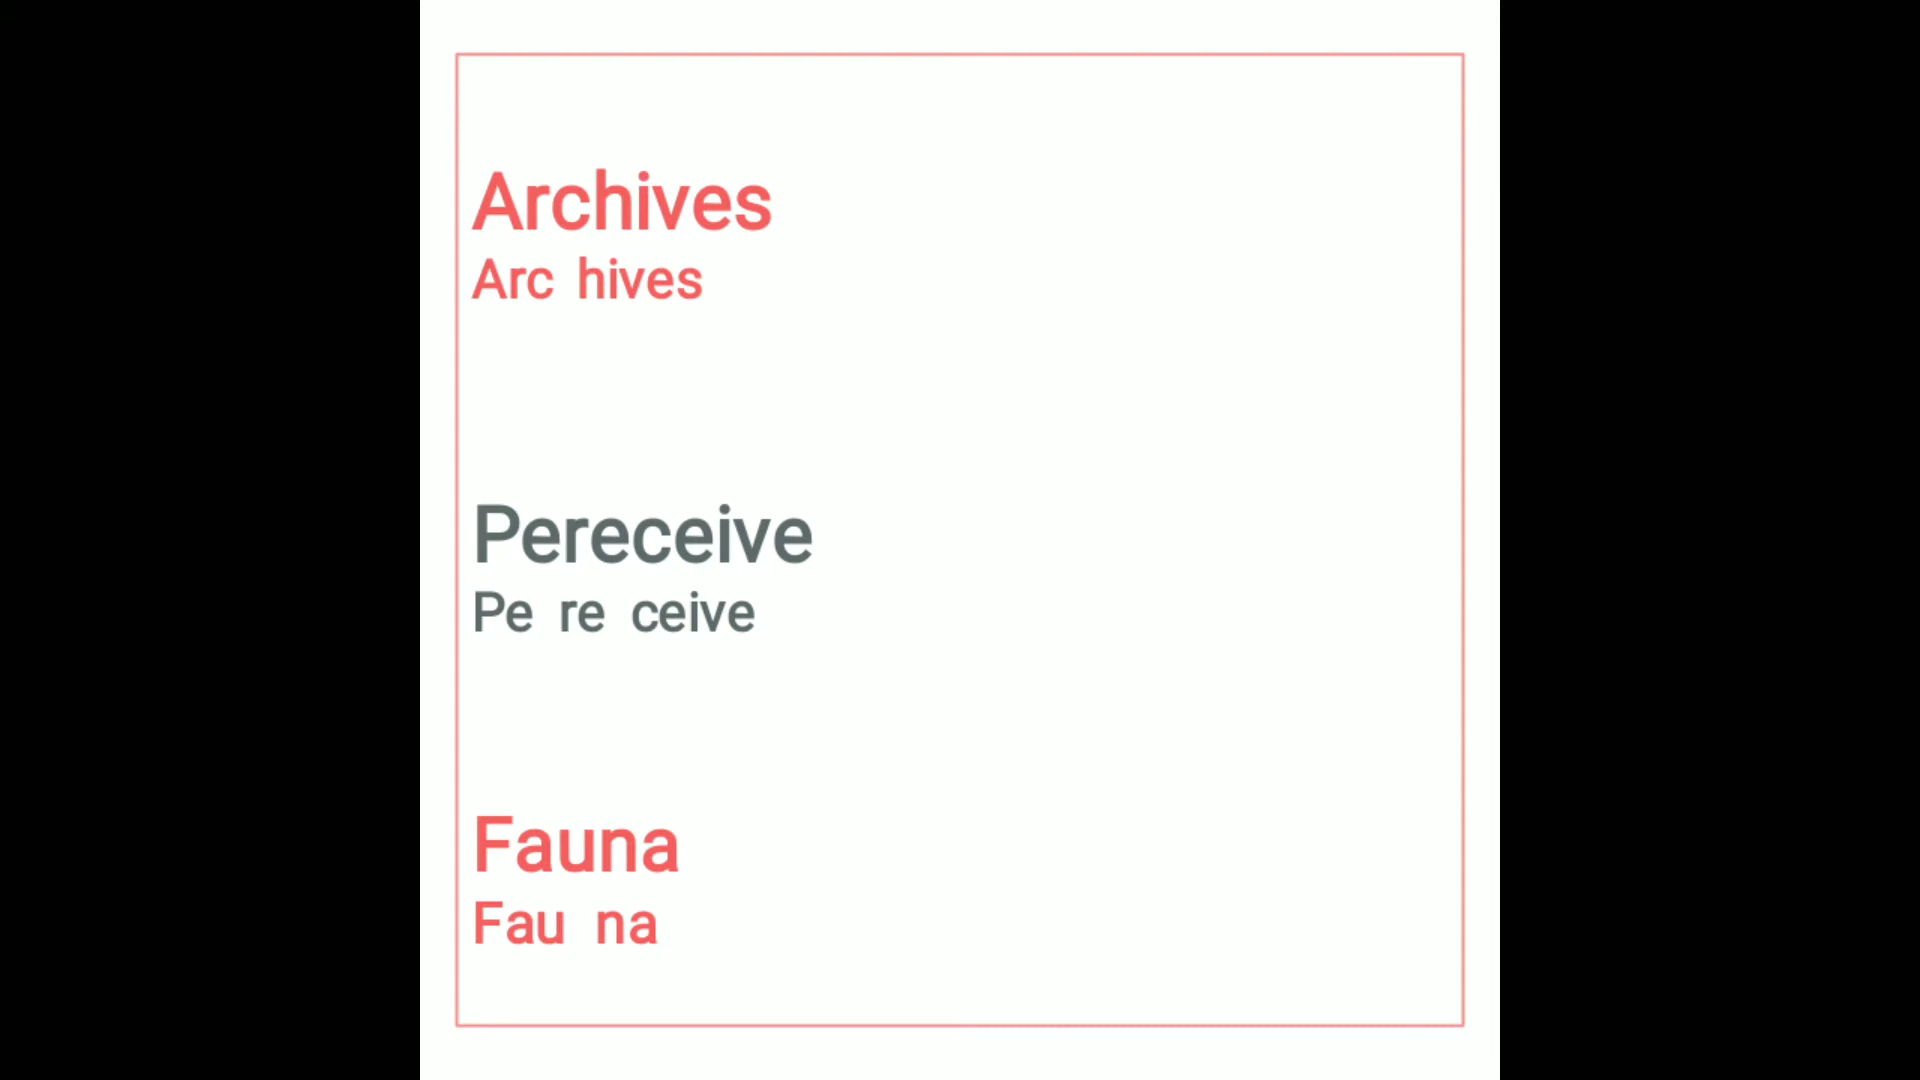 Archives
Arc hives
Pereceive
Pe re ceive
Fauna
Fau na